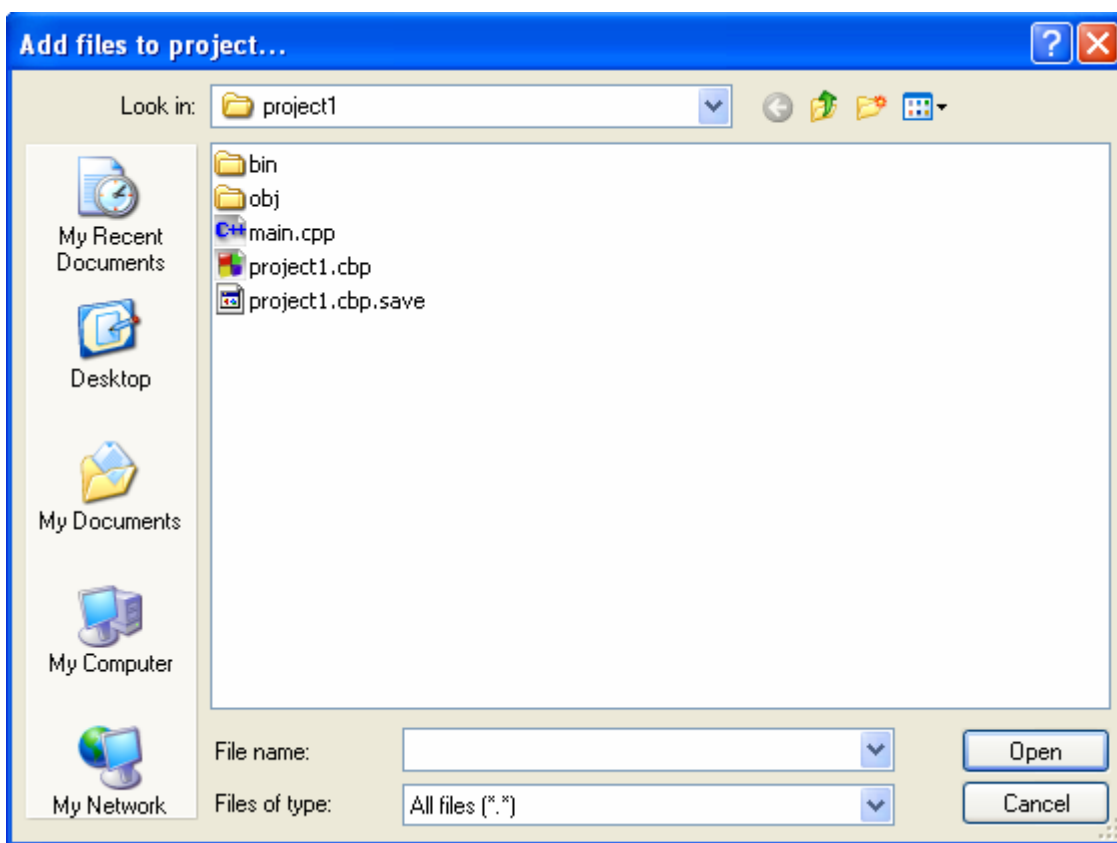 Add files to project...
Look in: project1
bin
obj
C++ main.cpp
project1.cbp
project1.cbp.save
My Recent
Documents
Desktop
My Documents
My Computer
My Network
File name: Open
Files of type: All files (*.*) Cancel